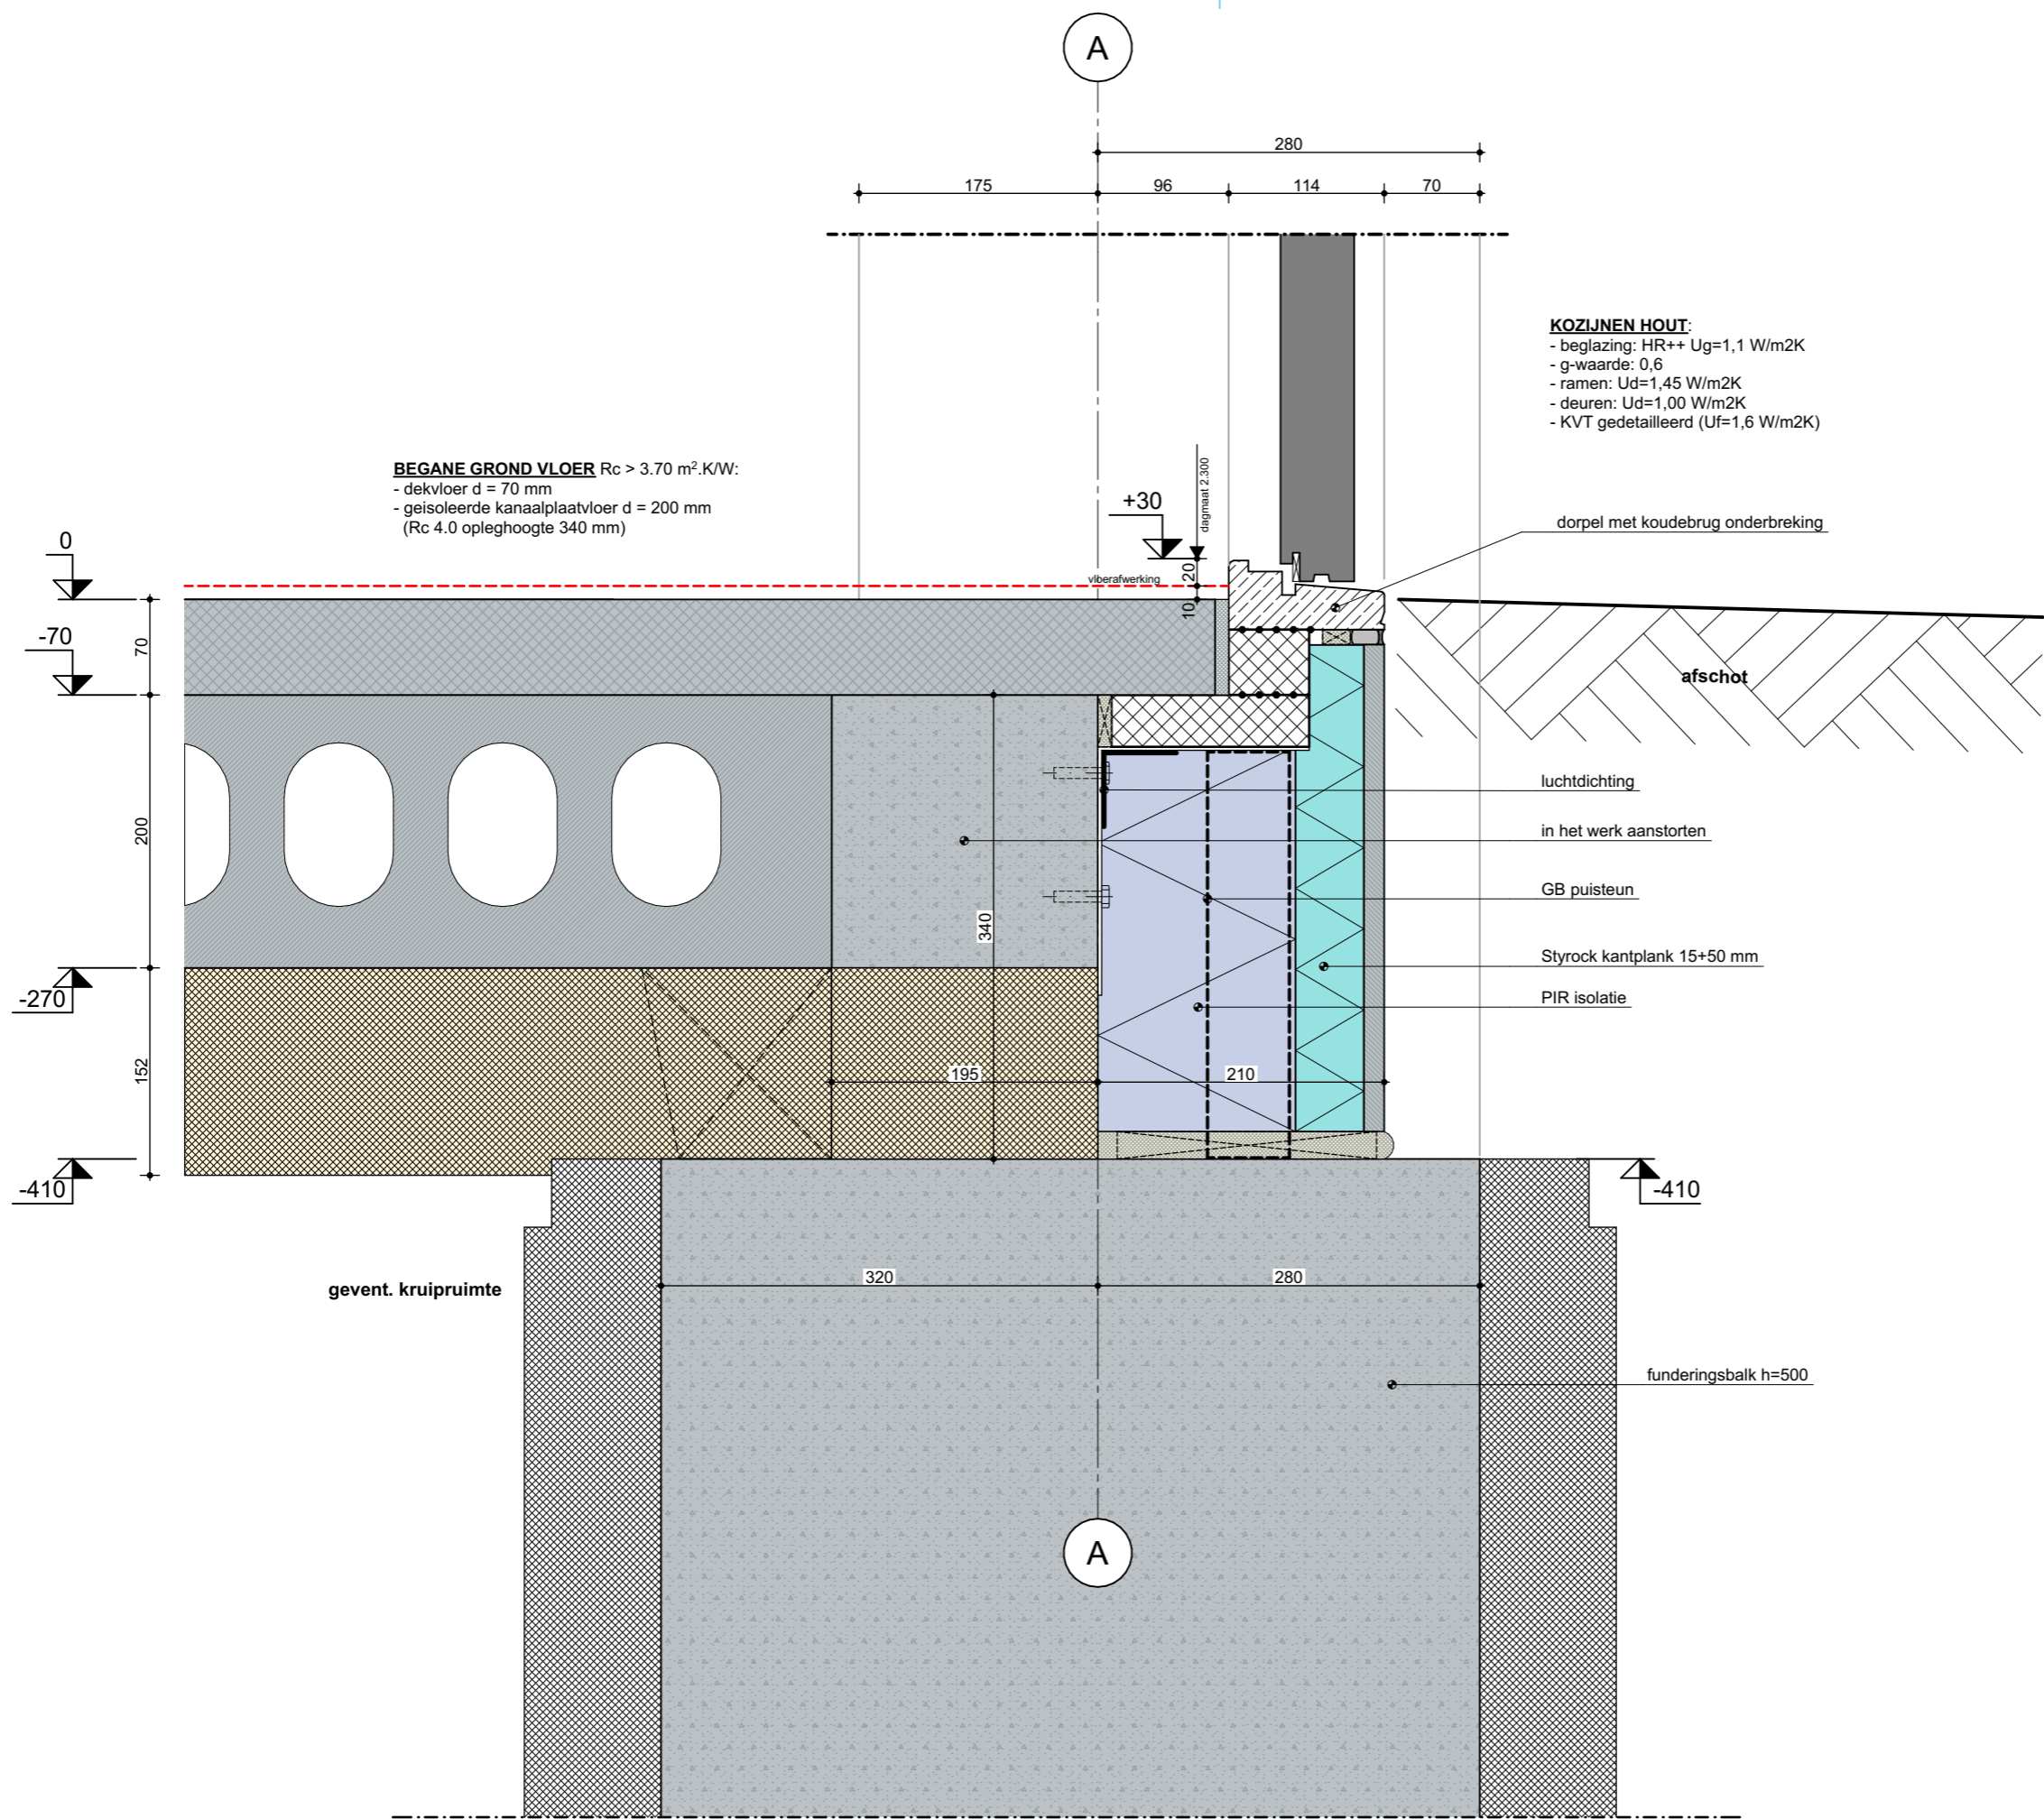 A
280
175
96
114
70
KOZIJNEN HOUT:
- beglazing: HR++ Ug=1,1 W/m2K
- g-waarde: 0,6
- ramen: Ud=1,45 W/m2K
- deuren: Ud=1,00 W/m2K
- KVT gedetailleerd (Uf=1,6 W/m2K)
BEGANE GROND VLOER Rc > 3.70 m².K/W:
- dekvloer d = 70 mm
- geisoleerde kanaalplaatvloer d = 200 mm
(Rc 4.0 opleghoogte 340 mm)
+30
dagmaat 2.300
dorpel met koudebrug onderbreking
0
vloerafwerking
20
10
-70
70
afschot
luchtdichting
200
in het werk aanstorten
GB puisteun
340
Styrock kantplank 15+50 mm
-270
PIR isolatie
152
195
210
-410
-410
320
280
gevent. kruipruimte
funderingsbalk h=500
A